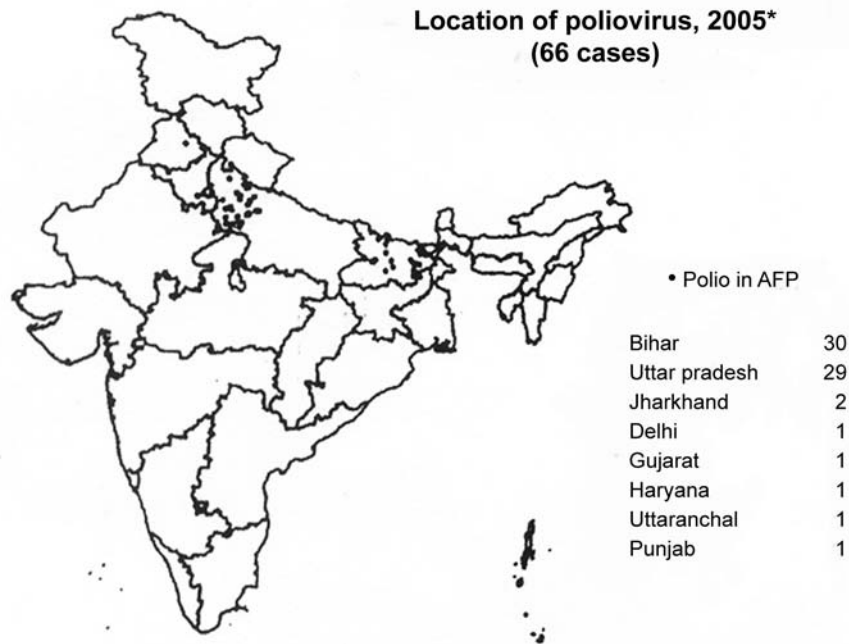 Location of poliovirus, 2005*
(66 cases)
• Polio in AFP
Bihar 30
Uttar pradesh 29
Jharkhand 2
Delhi 1
Gujarat 1
Haryana 1
Uttaranchal 1
Punjab 1